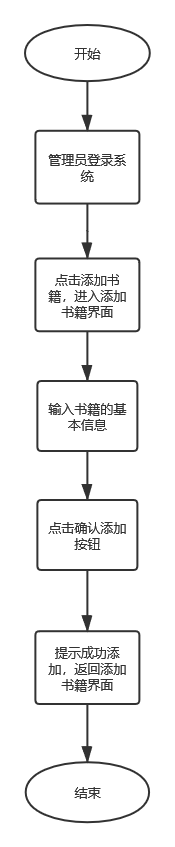 开始
管理员登录系
统
点击添加书
籍，进入添加
书籍界面
输入书籍的基
本信息
点击确认添加
按钮
提示成功添
加，返回添加
书籍界面
结束